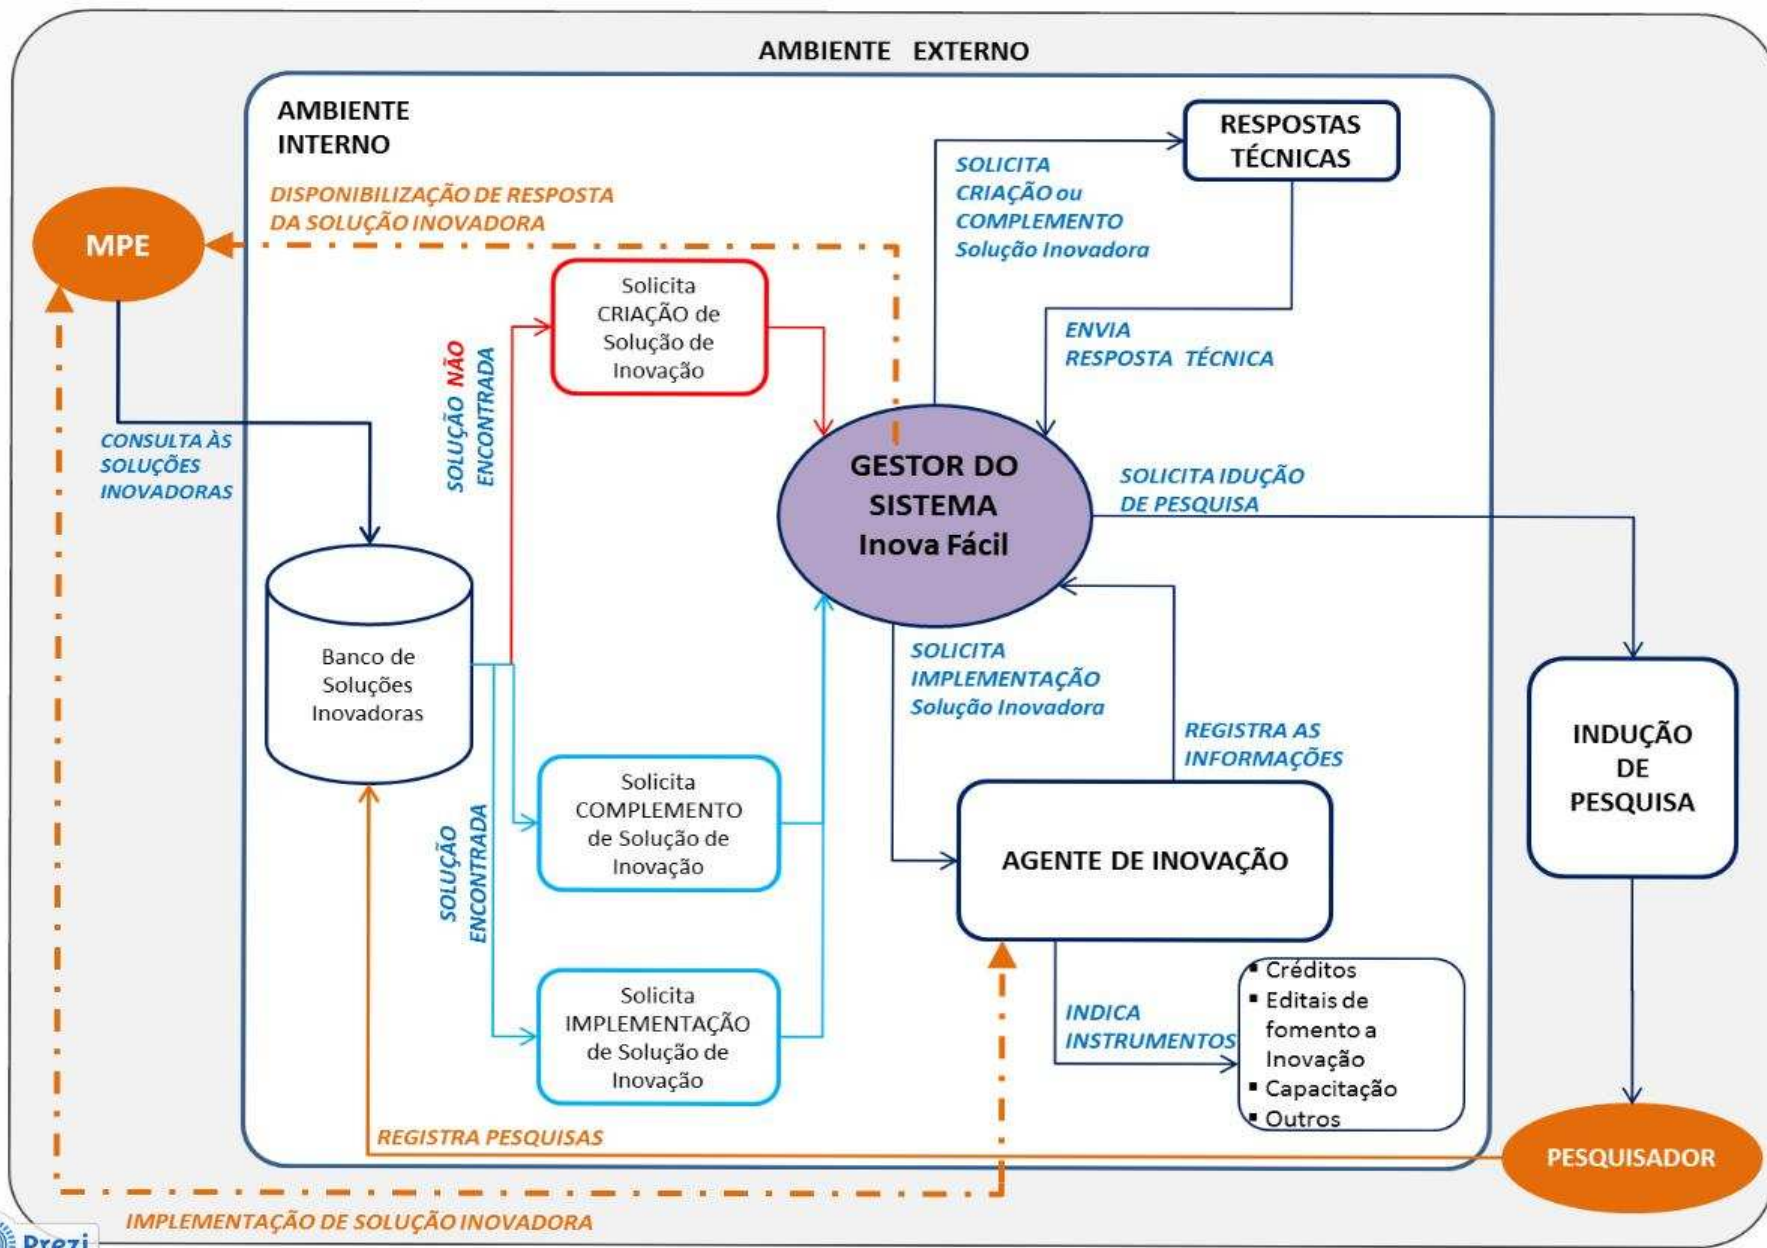 AMBIENTE EXTERNO
AMBIENTE
INTERNO
RESPOSTAS
TÉCNICAS
DISPONIBILIZAÇÃO DE RESPOSTA
DA SOLUÇÃO INOVADORA
SOLICITA
CRIAÇÃO ou
COMPLEMENTO
Solução Inovadora
MPE
Solicita
CRIAÇÃO de
Solução de
Inovação
ENVIA
RESPOSTA TÉCNICA
SOLUÇÃO NÃO
ENCONTRADA
CONSULTA ÀS
SOLUÇÕES
INOVADORAS
GESTOR DO
SISTEMA
Inova Fácil
SOLICITA IDUÇÃO
DE PESQUISA
Banco de
Soluções
Inovadoras
SOLICITA
IMPLEMENTAÇÃO
Solução Inovadora
REGISTRA AS
INFORMAÇÕES
INDUÇÃO
DE
PESQUISA
Solicita
COMPLEMENTO
de Solução de
Inovação
SOLUÇÃO
ENCONTRADA
AGENTE DE INOVAÇÃO
Solicita
IMPLEMENTAÇÃO
de Solução de
Inovação
INDICA
INSTRUMENTOS
▪ Créditos
▪ Editais de
fomento a
Inovação
▪ Capacitação
▪ Outros
REGISTRA PESQUISAS
PESQUISADOR
IMPLEMENTAÇÃO DE SOLUÇÃO INOVADORA
Prezi